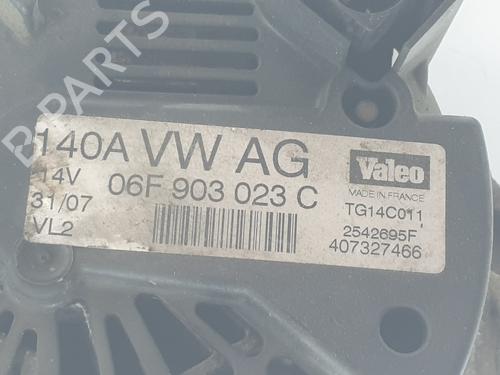 B-PARTS
140A VW AG
14V 06F 903 023 C
31/07
VL2
Valeo
MADE IN FRANCE
TG14C011
2542695F
407327466